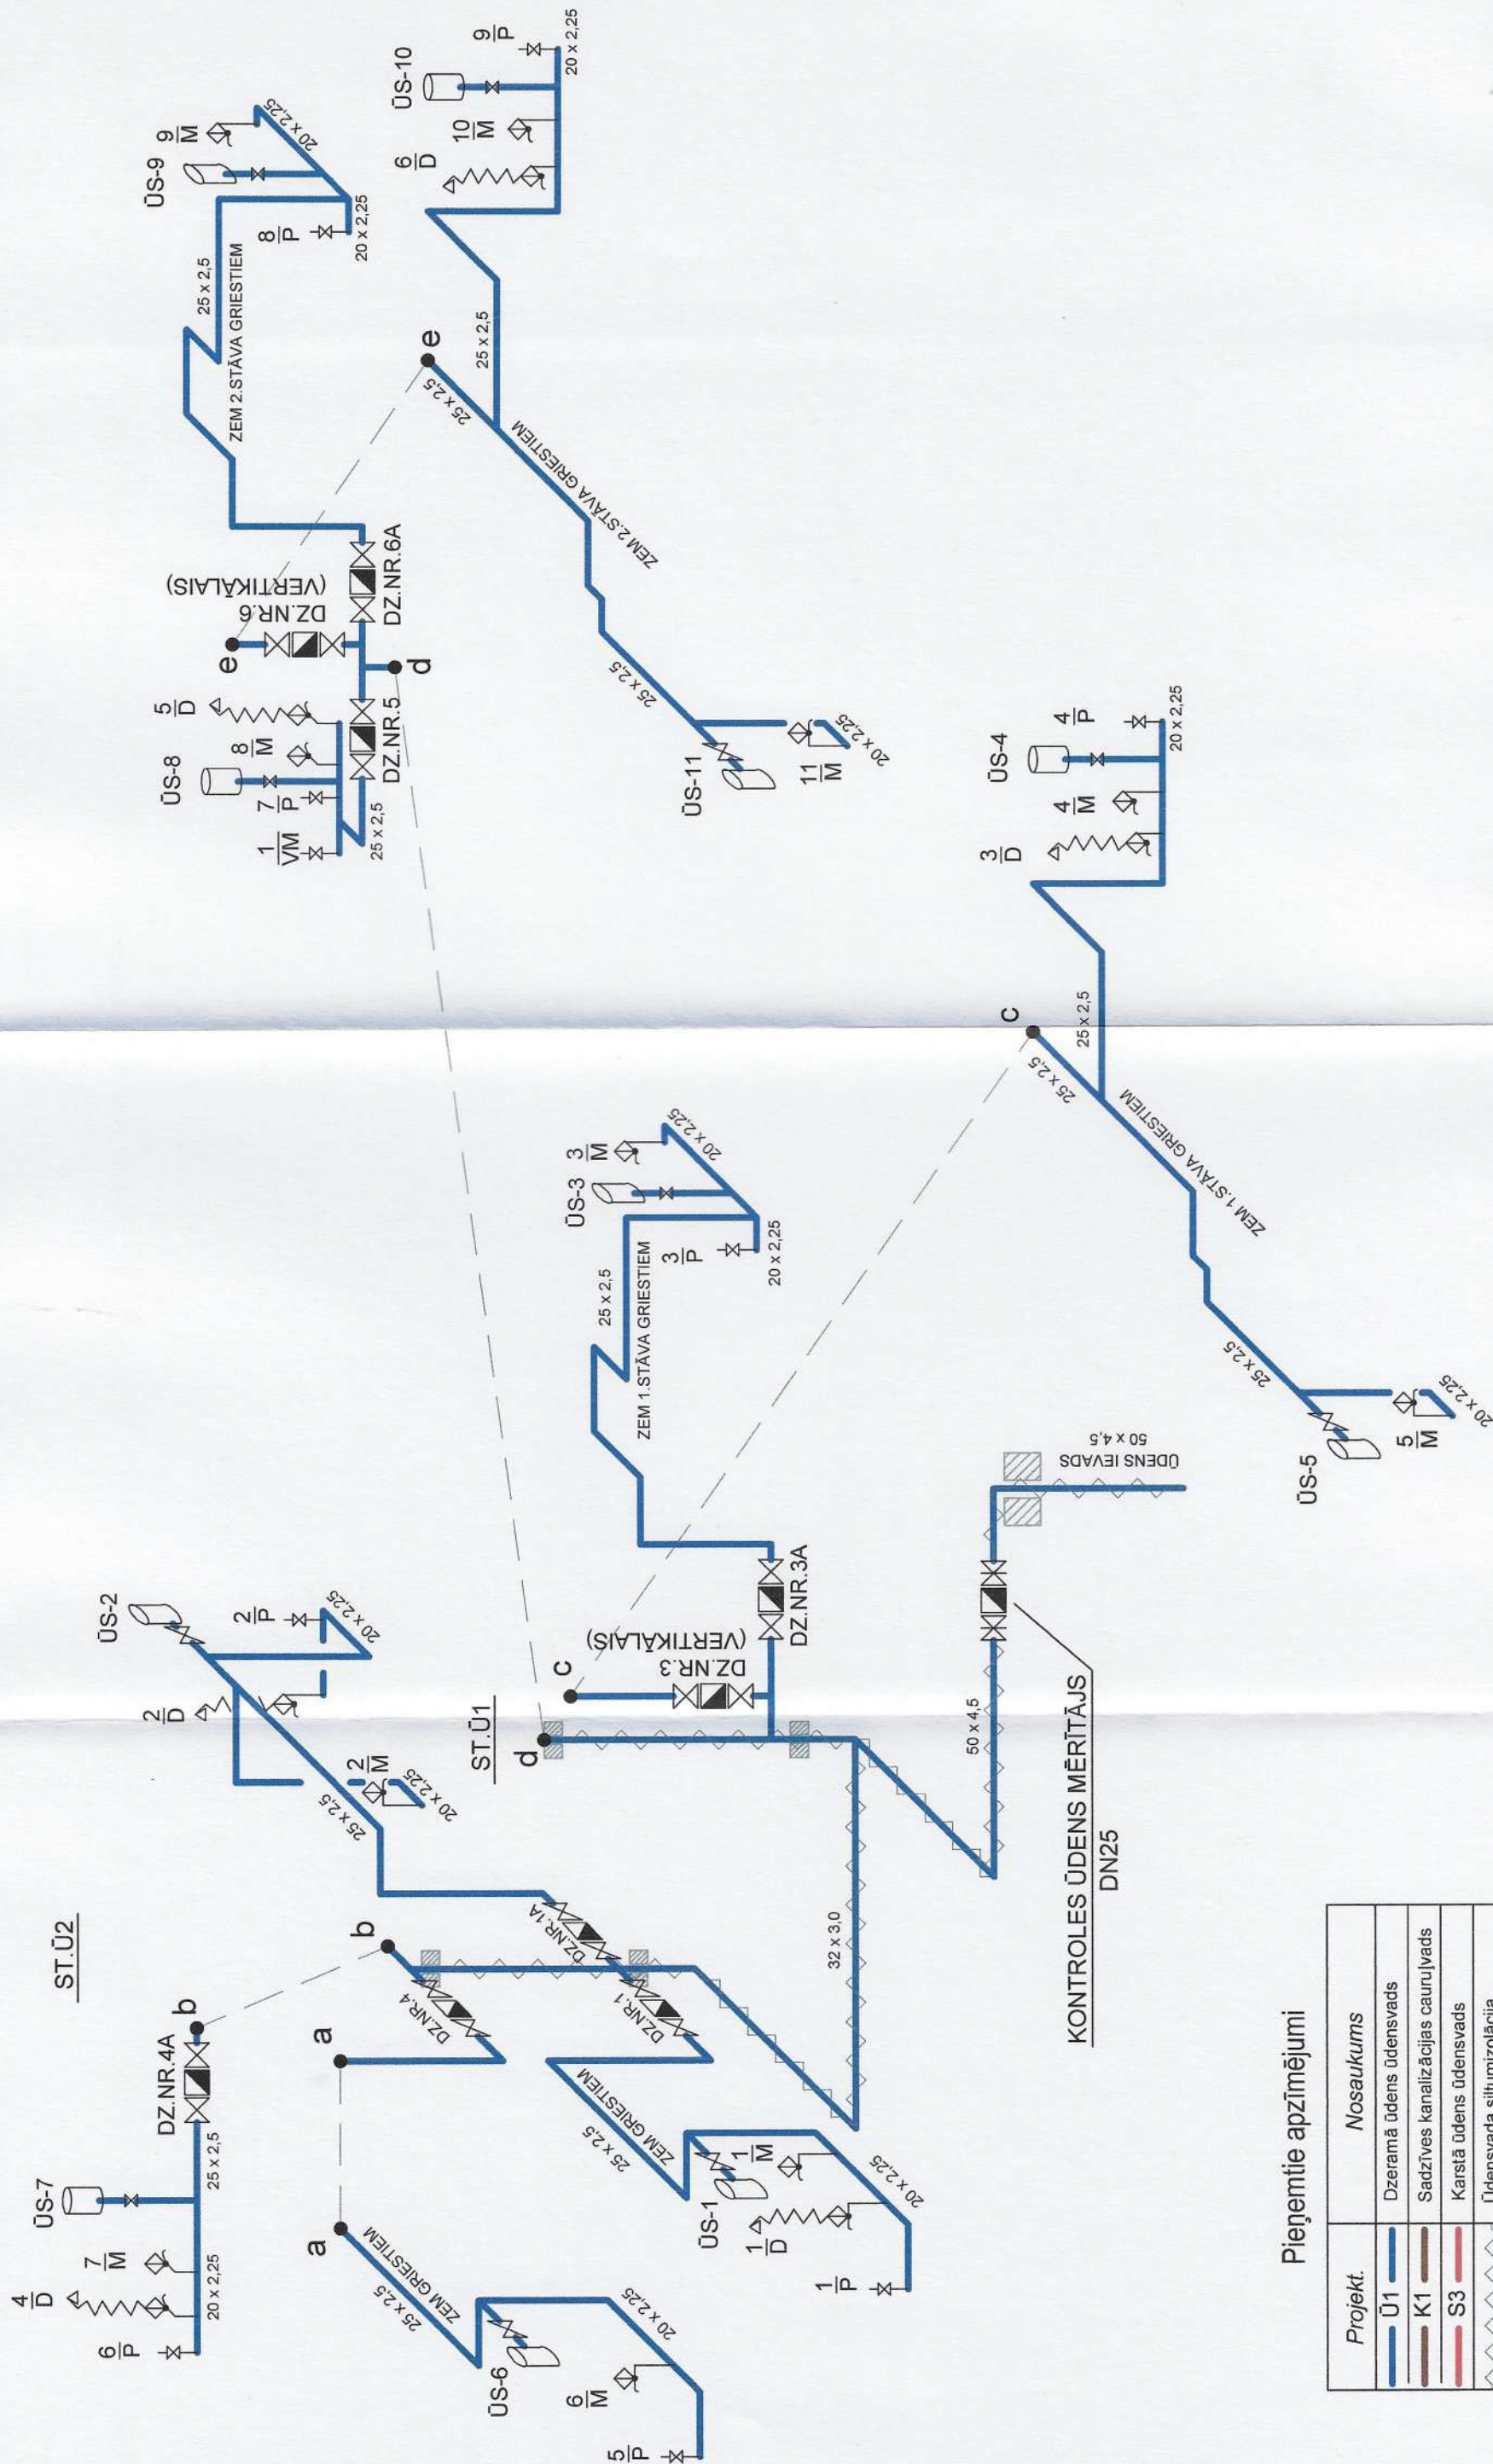 ST.Ū2
ŪS-7
4
D
7
M
6
P
20 x 2,25
25 x 2,5
DZ.NR.4A
b
b
a
a
ZEM GRIESTIEM
25 x 2,5
ŪS-6
6
M
5
P
20 x 2,25
DZ.NR.4
DZ.NR.1
DZ.NR.1A
ZEM GRIESTIEM
25 x 2,5
ŪS-1
1
M
1
D
1
P
20 x 2,25
32 x 3,0
ŪS-2
2
P
20 x 2,25
2
D
2
M
20 x 2,25
25 x 2,5
ST.Ū1
d
c
DZ.NR.3
(VERTIKĀLAIS)
DZ.NR.3A
ZEM 1.STĀVA GRIESTIEM
25 x 2,5
ŪS-3
3
M
3
P
20 x 2,25
20 x 2,25
50 x 4,5
KONTROLES ŪDENS MĒRĪTĀJS
DN25
ŪDENS IEVADS
50 x 4,5
c
25 x 2,5
25 x 2,5
ZEM 1.STĀVA GRIESTIEM
25 x 2,5
ŪS-5
5
M
20 x 2,25
3
D
4
M
ŪS-4
4
P
20 x 2,25
1
VM
7
P
ŪS-8
8
M
5
D
25 x 2,5
DZ.NR.5
d
e
DZ.NR.6
(VERTIKĀLAIS)
DZ.NR.6A
ZEM 2.STĀVA GRIESTIEM
25 x 2,5
ŪS-9
9
M
8
P
20 x 2,25
20 x 2,25
e
25 x 2,5
25 x 2,5
ZEM 2.STĀVA GRIESTIEM
25 x 2,5
ŪS-11
11
M
20 x 2,25
6
D
10
M
ŪS-10
9
P
20 x 2,25
Pieņemtie apzīmējumi
Projekt. Nosaukums
Ū1 Dzeramā ūdens ūdensvads
K1 Sadzīves kanalizācijas cauruļvads
S3 Karstā ūdens ūdensvads
Ūdensvada siltumizolācija